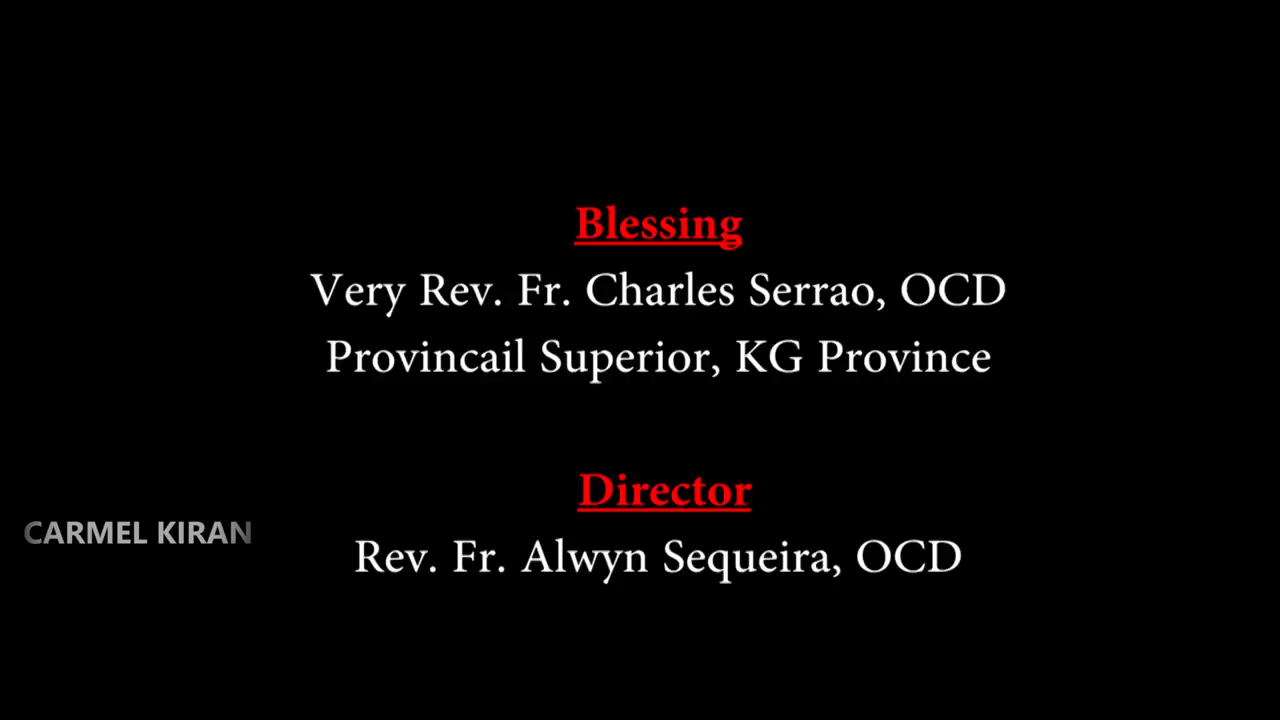 Blessing
Very Rev. Fr. Charles Serrao, OCD
Provincail Superior, KG Province
Director
CARMEL KIRAN
Rev. Fr. Alwyn Sequeira, OCD